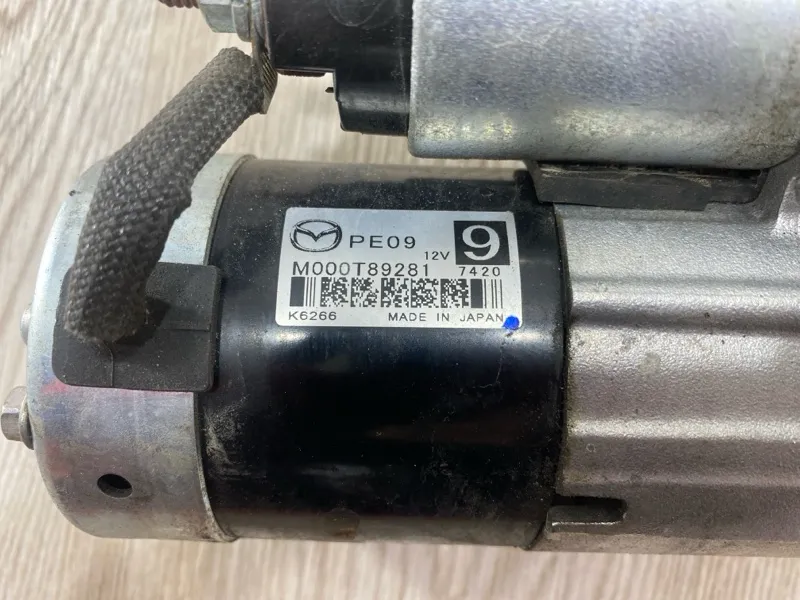 PE09 12V 9
M000T89281 7420
K6266 MADE IN JAPAN